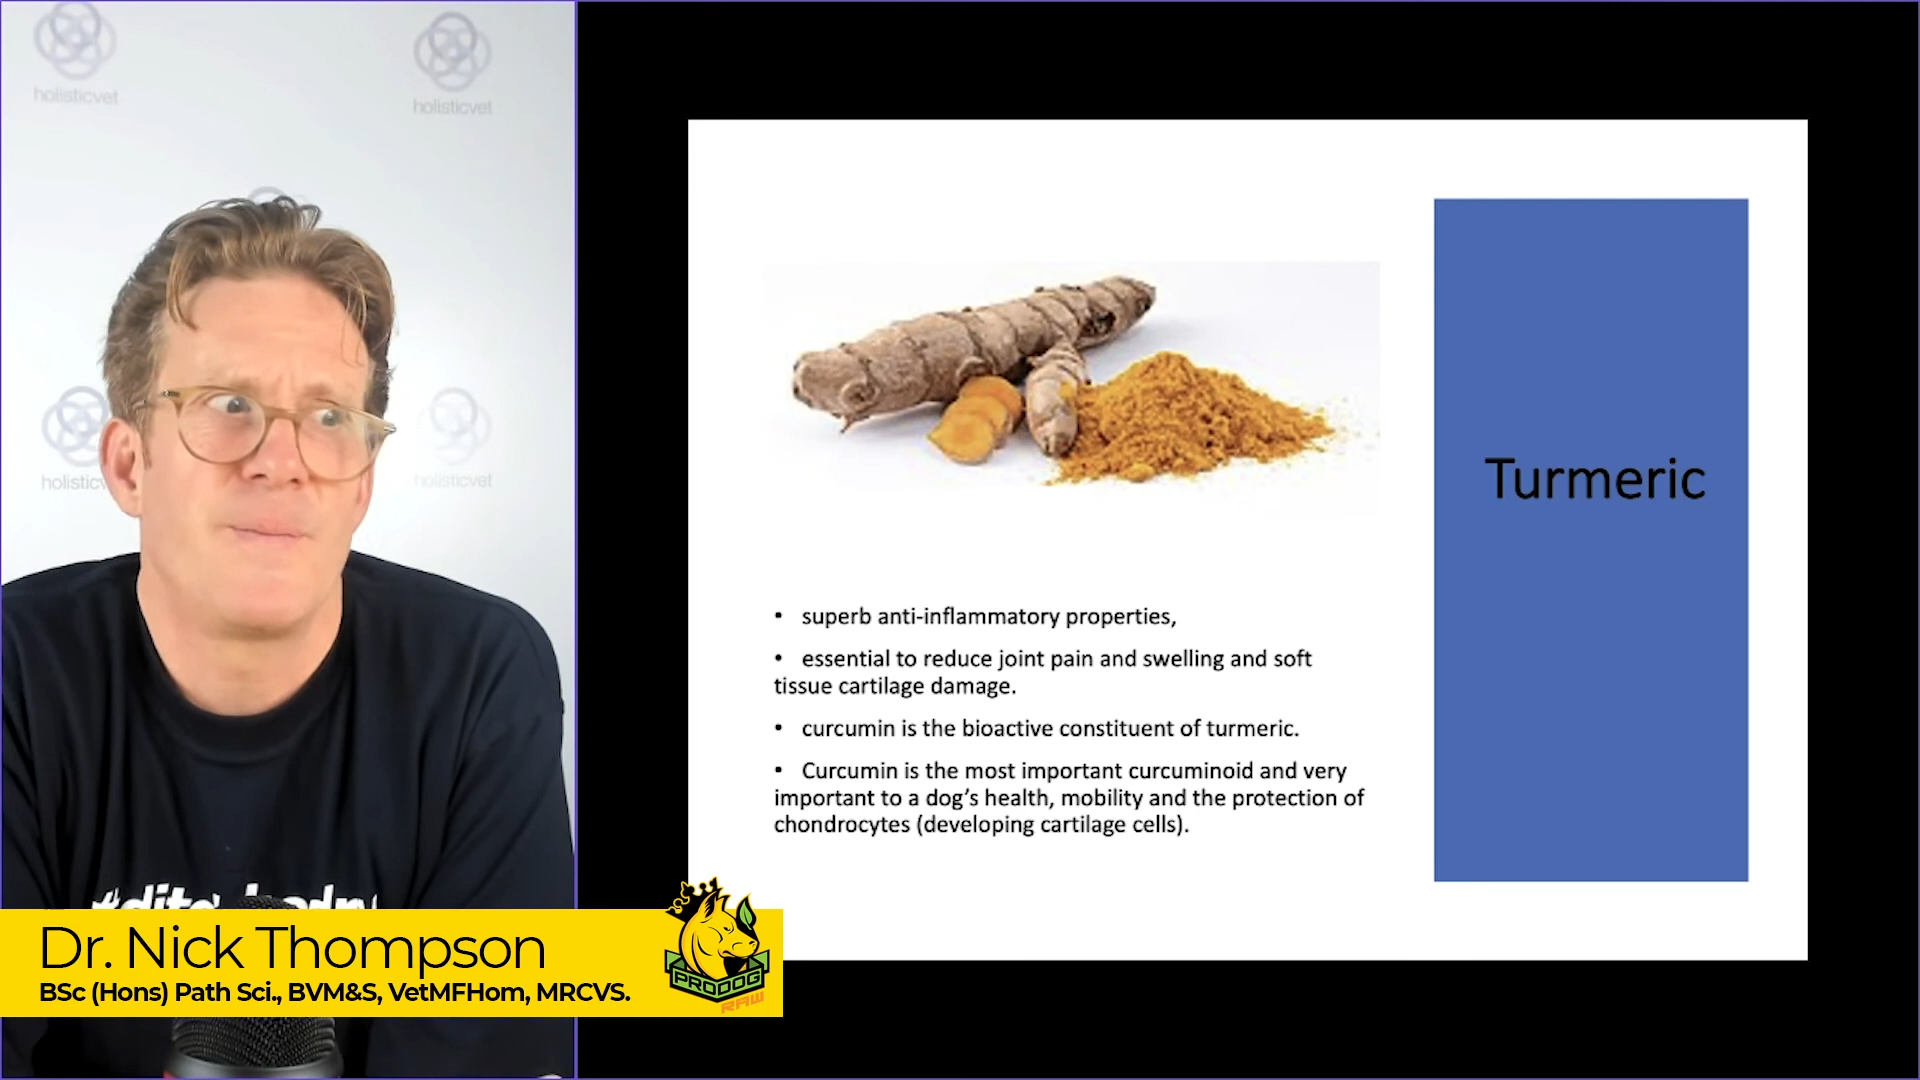 holisticvet
holisticvet
holisticv
holisticvet
Turmeric
• superb anti-inflammatory properties,
• essential to reduce joint pain and swelling and soft
tissue cartilage damage.
• curcumin is the bioactive constituent of turmeric.
• Curcumin is the most important curcuminoid and very
important to a dog's health, mobility and the protection of
chondrocytes (developing cartilage cells).
Dr. Nick Thompson
BSc (Hons) Path Sci., BVM&S, VetMFHom, MRCVS.
PRODOG
RAW